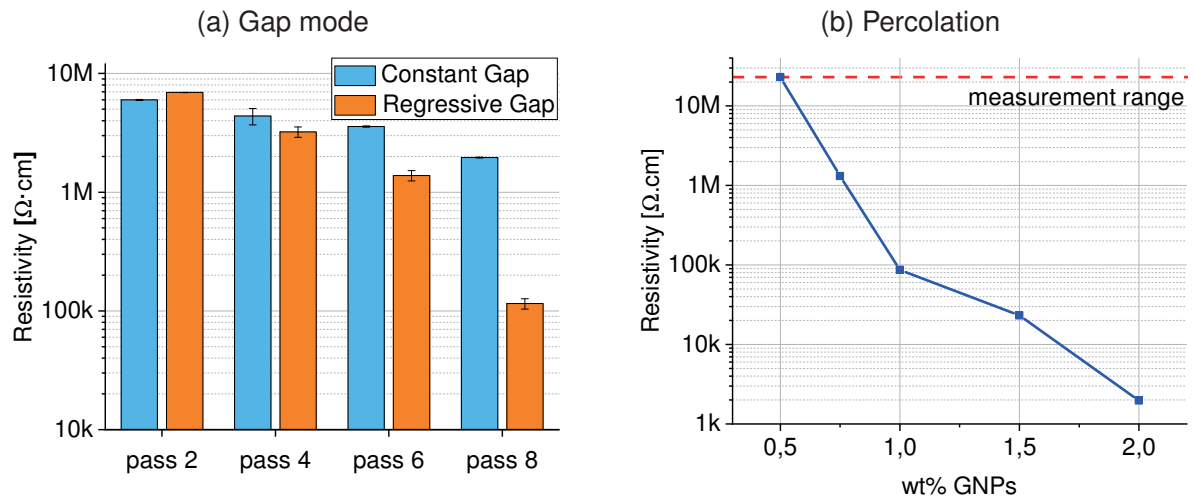 (a) Gap mode
Resistivity [Ω·cm]
10M
1M
100k
10k
Constant Gap
Regressive Gap
pass 2 pass 4 pass 6 pass 8
(b) Percolation
Resistivity [Ω.cm]
10M
1M
100k
10k
1k
measurement range
0,5 1,0 1,5 2,0
wt% GNPs